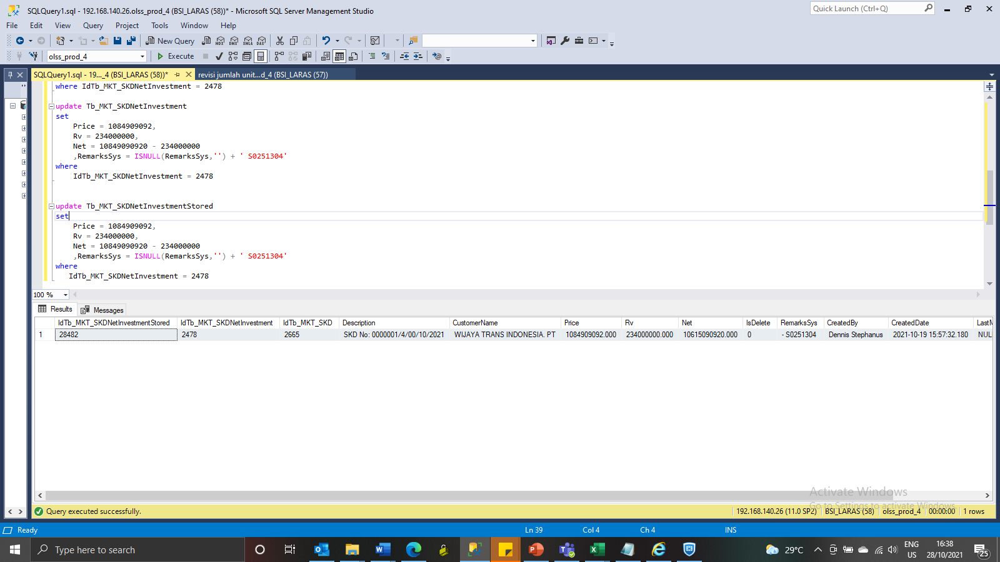 SQLQuery1.sql - 192.168.140.26.olss_prod_4 (BSI_LARAS (58))* - Microsoft SQL Server Management Studio
Quick Launch (Ctrl+Q)
File Edit View Query Project Tools Window Help
New Query
MDX DMX XMLA DAX
olss_prod_4
Execute
SQLQuery1.sql - 19..._4 (BSI_LARAS (58))*
revisi jumlah unit...d_4 (BSI_LARAS (57))
where IdTb_MKT_SKDNetInvestment = 2478
update Tb_MKT_SKDNetInvestment
set
Price = 1084909092,
Rv = 234000000,
Net = 10849090920 - 234000000
,RemarksSys = ISNULL(RemarksSys,'') + ' S0251304'
where
IdTb_MKT_SKDNetInvestment = 2478
update Tb_MKT_SKDNetInvestmentStored
set
Price = 1084909092,
Rv = 234000000,
Net = 10849090920 - 234000000
,RemarksSys = ISNULL(RemarksSys,'') + ' S0251304'
where
IdTb_MKT_SKDNetInvestment = 2478
100 %
Results Messages
IdTb_MKT_SKDNetInvestmentStored IdTb_MKT_SKDNetInvestment IdTb_MKT_SKD Description CustomerName Price Rv Net IsDelete RemarksSys CreatedBy CreatedDate LastM
1 28482 2478 2665 SKD No: 0000001/4/00/10/2021 WIJAYA TRANS INDONESIA. PT 1084909092.000 234000000.000 10615090920.000 0 - S0251304 Dennis Stephanus 2021-10-19 15:57:32.180 NUL
Activate Windows
Go to Settings to activate Windows.
Query executed successfully.
192.168.140.26 (11.0 SP2) BSI_LARAS (58) olss_prod_4 00:00:00 1 rows
Ready
Ln 39 Col 4 Ch 4 INS
Type here to search
29°C
ENG
US
16:38
28/10/2021
25